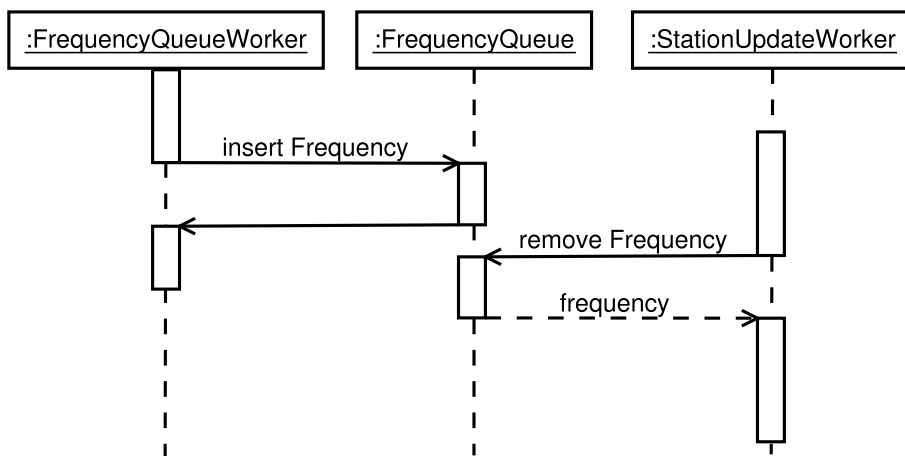 :FrequencyQueueWorker
:FrequencyQueue
:StationUpdateWorker
insert Frequency
remove Frequency
frequency